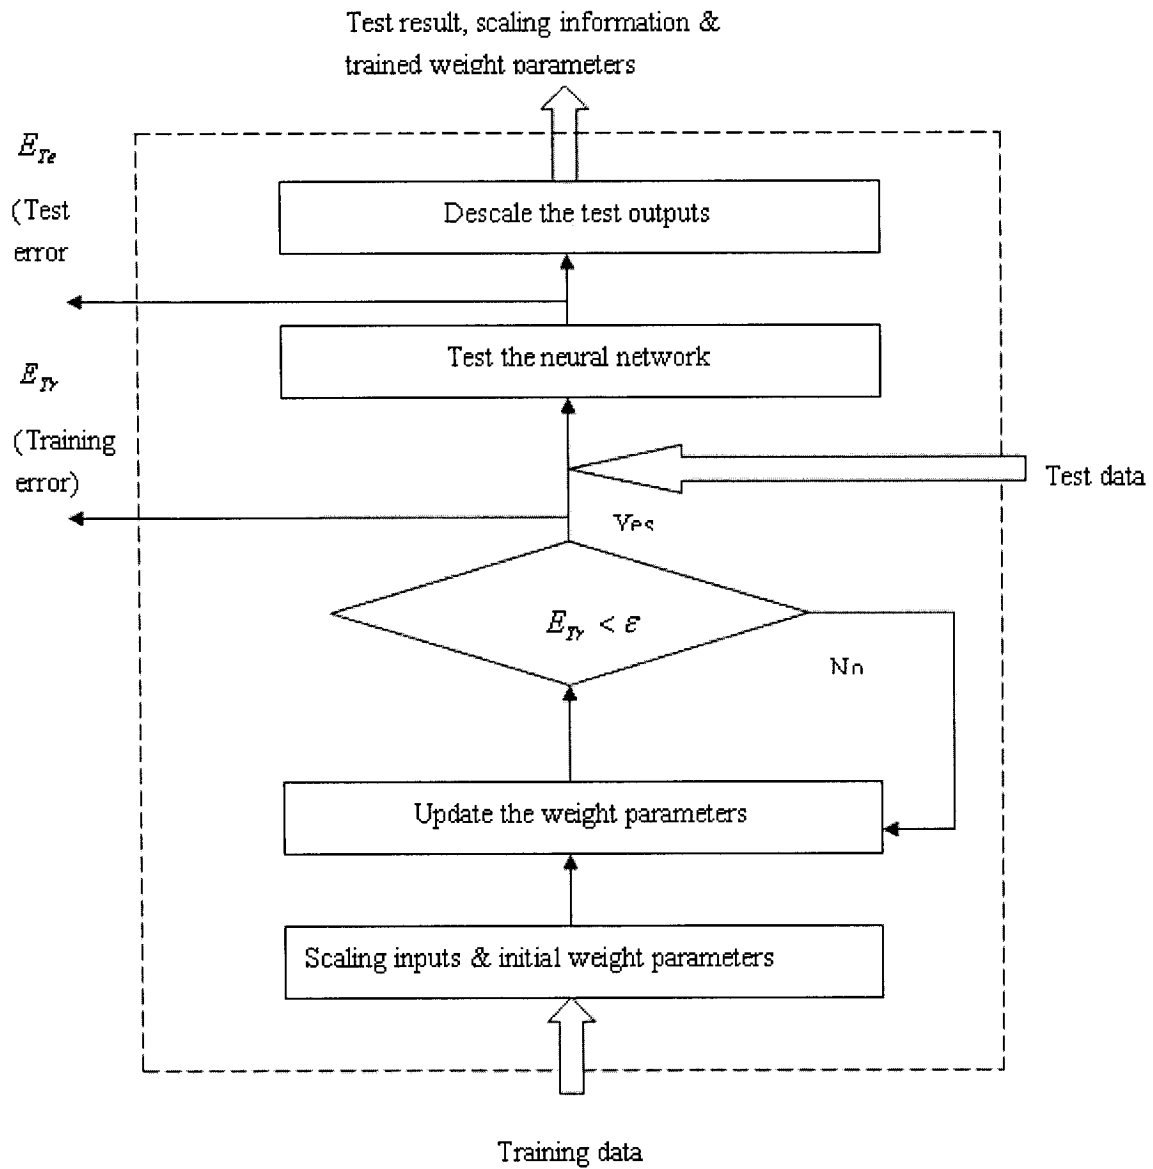 Test result, scaling information &
trained weight parameters
E_Te
(Test
error
Descale the test outputs
Test the neural network
E_Tr
(Training
error)
Test data
Yes
E_Tr < ε
No
Update the weight parameters
Scaling inputs & initial weight parameters
Training data